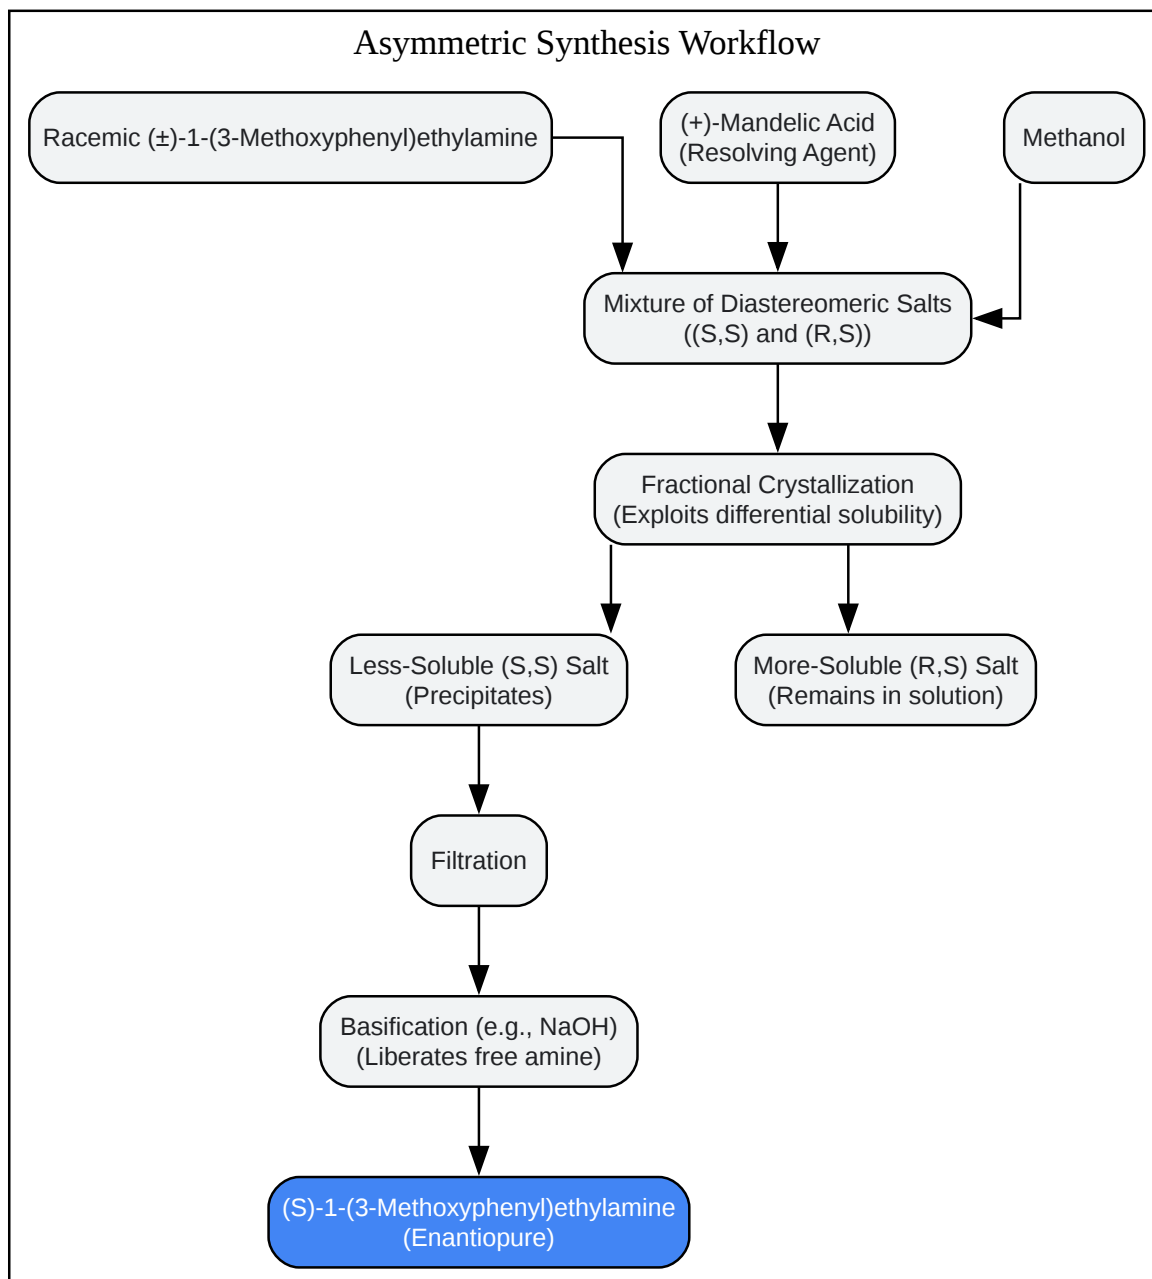 Asymmetric Synthesis Workflow
Racemic (±)-1-(3-Methoxyphenyl)ethylamine
(+)-Mandelic Acid
(Resolving Agent)
Methanol
Mixture of Diastereomeric Salts
((S,S) and (R,S))
Fractional Crystallization
(Exploits differential solubility)
Less-Soluble (S,S) Salt
(Precipitates)
More-Soluble (R,S) Salt
(Remains in solution)
Filtration
Basification (e.g., NaOH)
(Liberates free amine)
(S)-1-(3-Methoxyphenyl)ethylamine
(Enantiopure)